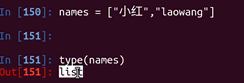 In [150]: names = ["小红","laowang"]
In [151]:
In [151]: type(names)
Out[151]: list